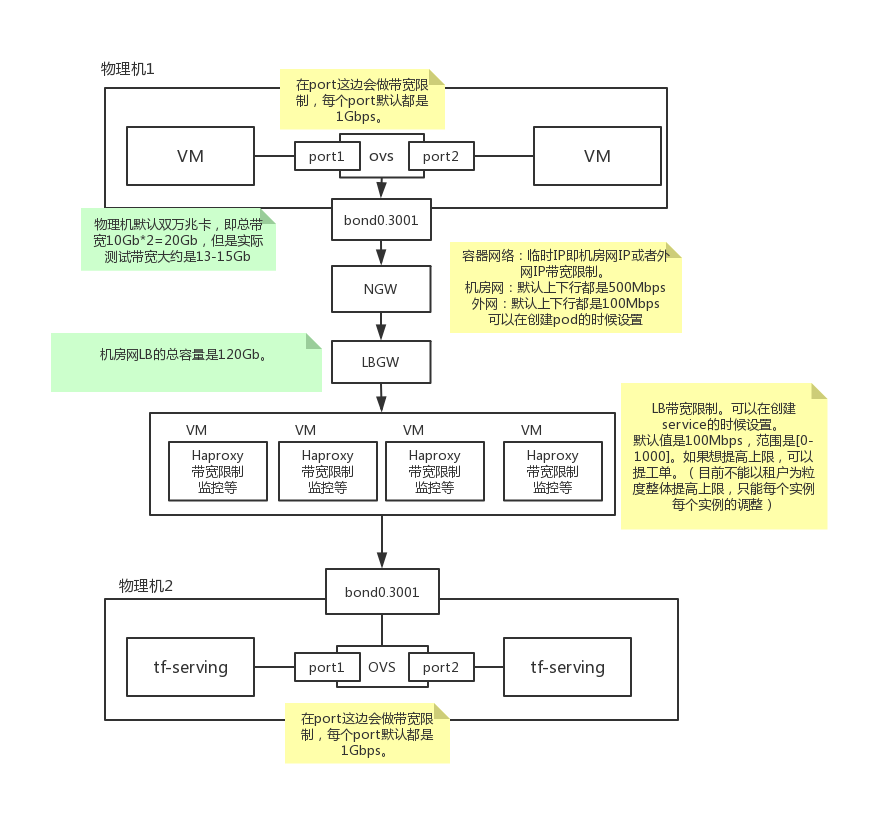 物理机1
在port这边会做带宽限
制，每个port默认都是
1Gbps。
VM
port1
ovs
port2
VM
物理机默认双万兆卡，即总带
宽10Gb*2=20Gb，但是实际
测试带宽大约是13-15Gb
bond0.3001
容器网络：临时IP即机房网IP或者外
网IP带宽限制。
机房网：默认上下行都是500Mbps
外网：默认上下行都是100Mbps
可以在创建pod的时候设置
NGW
机房网LB的总容量是120Gb。
LBGW
LB带宽限制。可以在创建
service的时候设置。
默认值是100Mbps，范围是[0-
1000]。如果想提高上限，可以
提工单。（目前不能以租户为粒
度整体提高上限，只能每个实例
每个实例的调整）
VM
Haproxy
带宽限制
监控等
VM
Haproxy
带宽限制
监控等
VM
Haproxy
带宽限制
监控等
VM
Haproxy
带宽限制
监控等
物理机2
bond0.3001
tf-serving
port1
OVS
port2
tf-serving
在port这边会做带宽限
制，每个port默认都是
1Gbps。